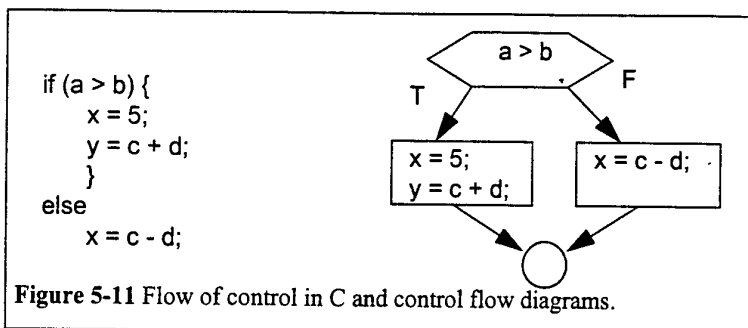 if (a > b) {
x = 5;
y = c + d;
}
else
x = c - d;
a > b
T
F
x = 5;
y = c + d;
x = c - d;
Figure 5-11 Flow of control in C and control flow diagrams.